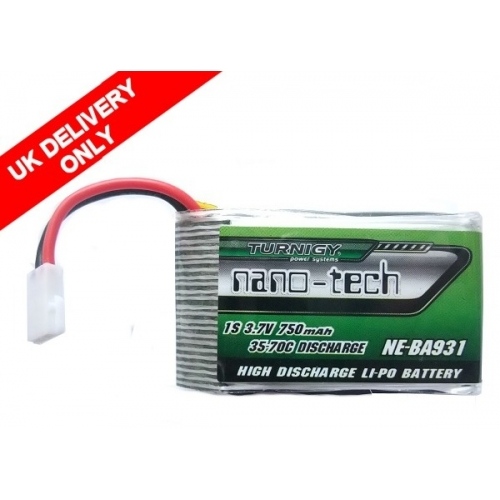 UK DELIVERY
ONLY
TURNIGY
power systems
nano-tech
1S 3.7V 750mAh
35-70C DISCHARGE
NE-BA931
HIGH DISCHARGE LI-PO BATTERY